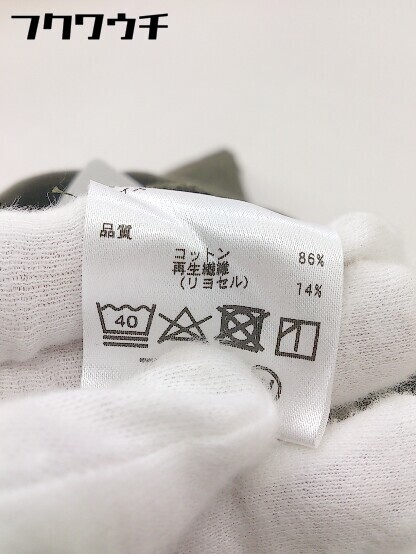 フクワウチ
品質
コットン 86%
再生繊維
（リヨセル） 14%
40